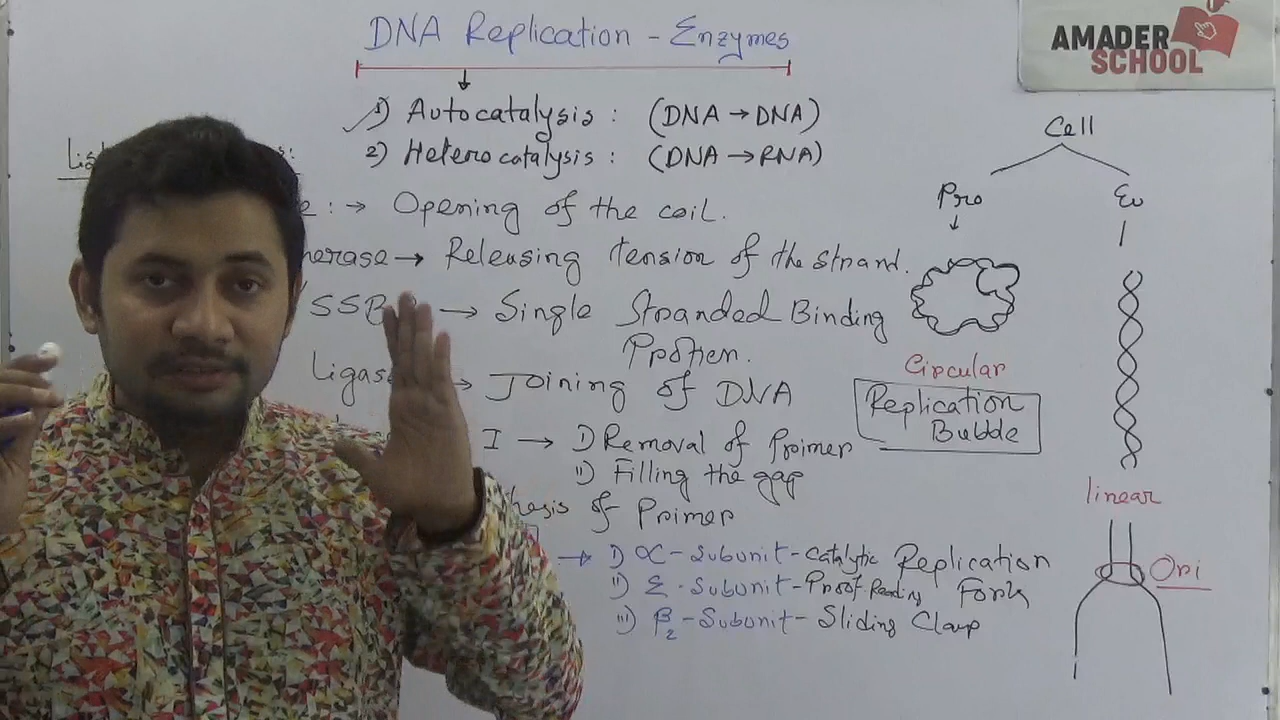 DNA Replication - Enzymes
AMADER
SCHOOL
1) Autocatalysis : (DNA → DNA)
2) Heterocatalysis : (DNA → RNA)
: → Opening of the coil.
→ Releasing tension of the strand.
SSB → Single Stranded Binding
Protien.
Ligas → Joining of DNA
I → i) Removal of Primer
ii) Filling the gap
of Primer
→ i) α - Subunit - Catalytic
ii) ε - Subunit - Proof Reading
iii) β2 - Subunit - Sliding Clamp
Cell
Pro
Eu
Circular
Replication
Bubble
linear
Replication
Fork
Ori